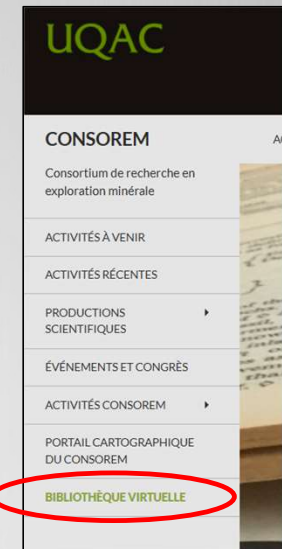 UQAC
CONSOREM
Consortium de recherche en
exploration minérale
ACTIVITÉS À VENIR
ACTIVITÉS RÉCENTES
PRODUCTIONS
SCIENTIFIQUES
ÉVÉNEMENTS ET CONGRÈS
ACTIVITÉS CONSOREM
PORTAIL CARTOGRAPHIQUE
DU CONSOREM
BIBLIOTHÈQUE VIRTUELLE